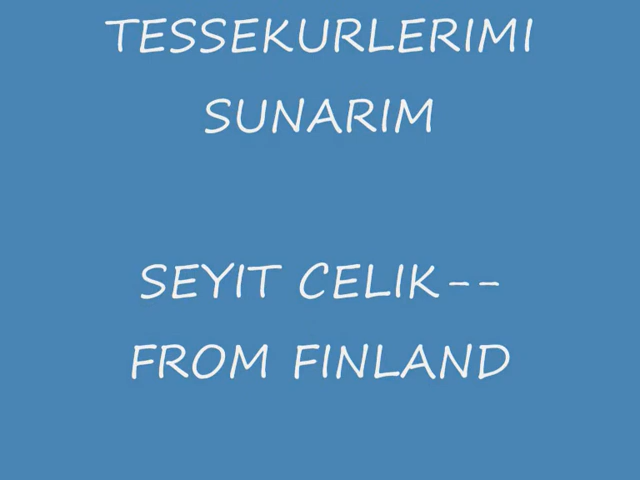 TESSEKURLERIMI
SUNARIM
SEYIT CELIK--
FROM FINLAND